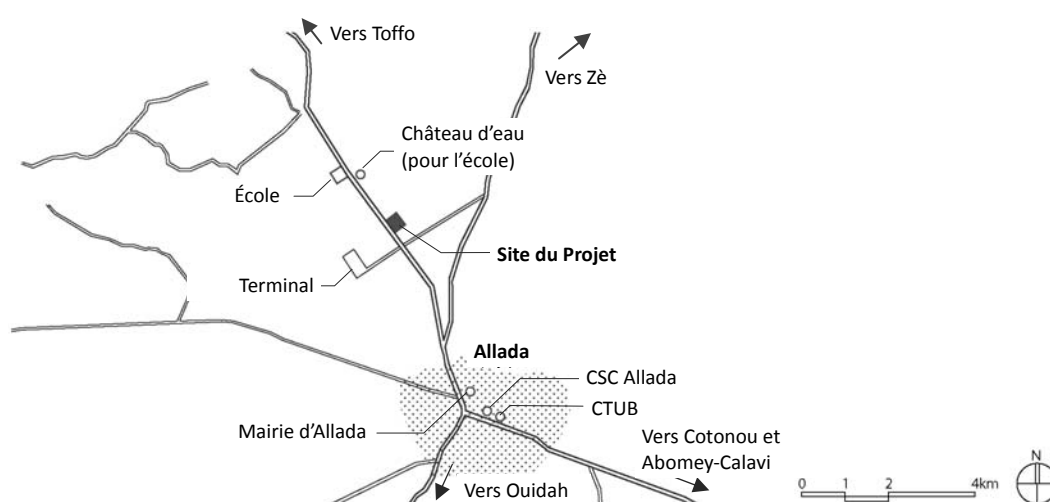 Vers Toffo
Vers Zè
Château d'eau
(pour l'école)
École
Site du Projet
Terminal
Allada
CSC Allada
CTUB
Mairie d'Allada
Vers Cotonou et
Abomey-Calavi
Vers Ouidah
N
0 1 2 4km